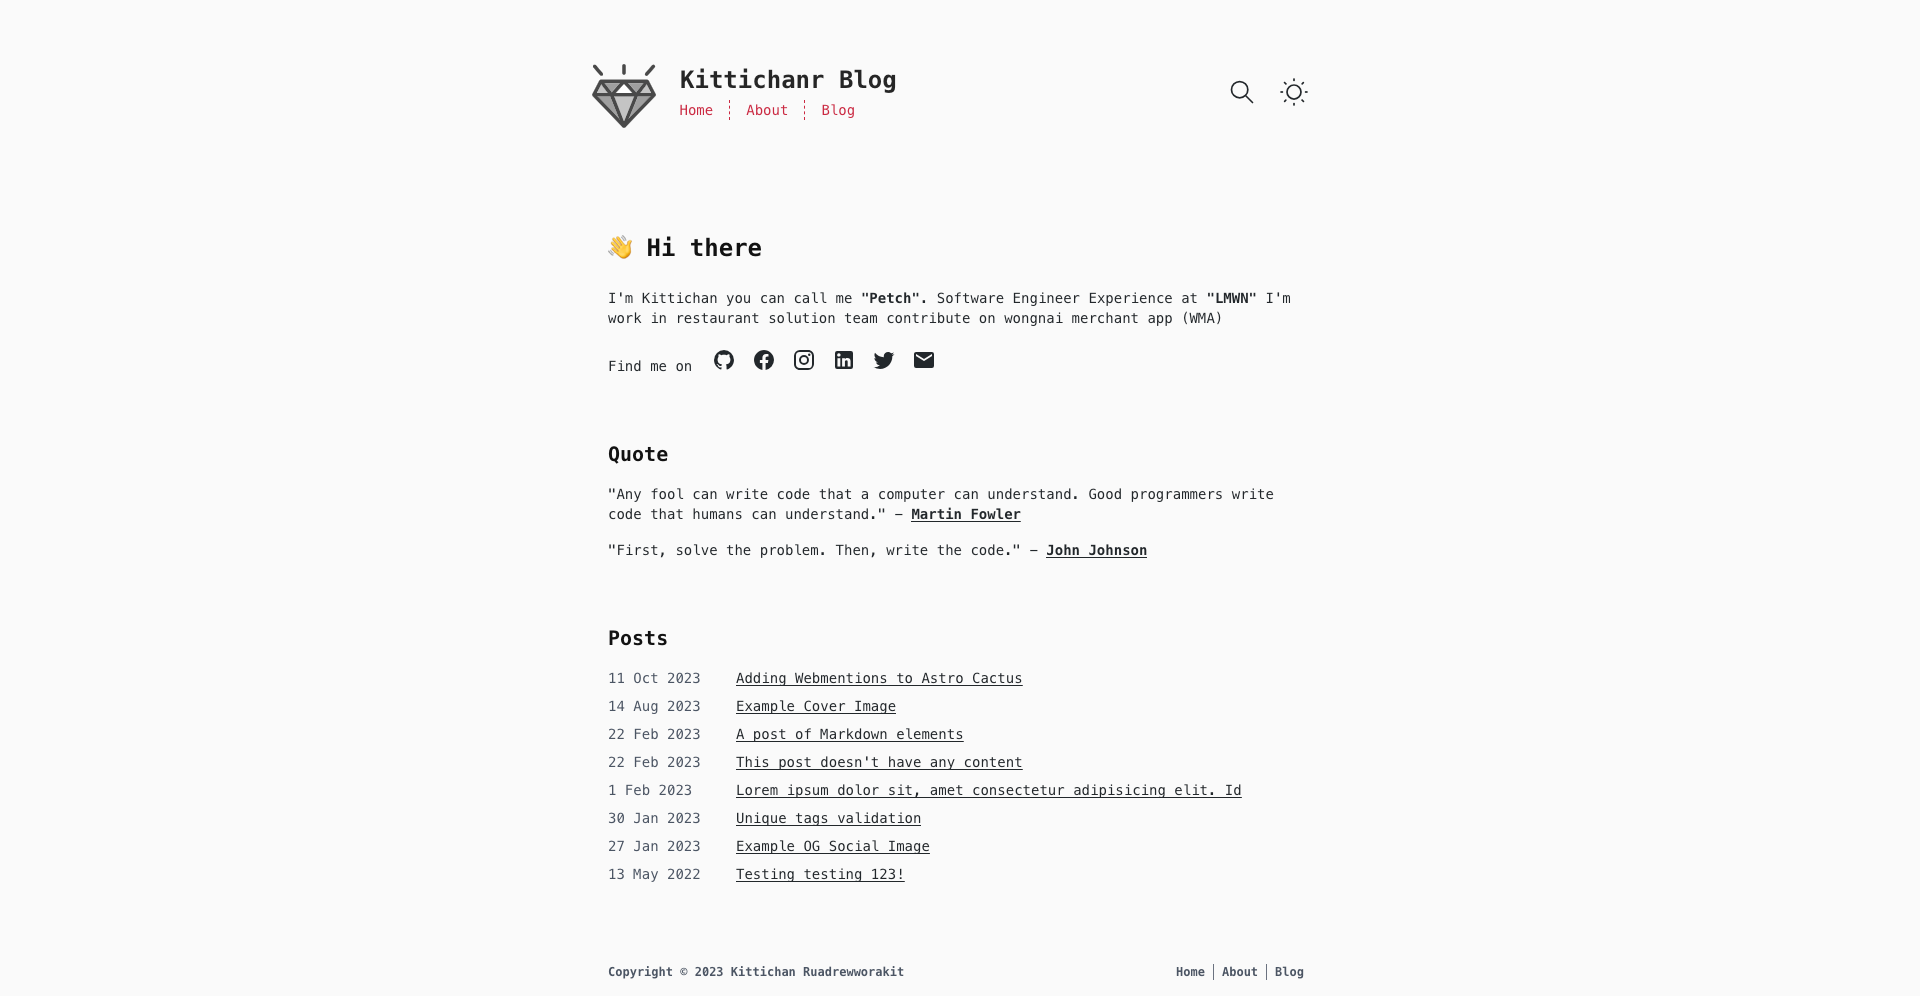 Kittichanr Blog
Home
About
Blog
👋 Hi there
I'm Kittichan you can call me "Petch". Software Engineer Experience at "LMWN" I'm
work in restaurant solution team contribute on wongnai merchant app (WMA)
Find me on
Quote
"Any fool can write code that a computer can understand. Good programmers write
code that humans can understand." – Martin Fowler
"First, solve the problem. Then, write the code." – John Johnson
Posts
11 Oct 2023 Adding Webmentions to Astro Cactus
14 Aug 2023 Example Cover Image
22 Feb 2023 A post of Markdown elements
22 Feb 2023 This post doesn't have any content
1 Feb 2023 Lorem ipsum dolor sit, amet consectetur adipisicing elit. Id
30 Jan 2023 Unique tags validation
27 Jan 2023 Example OG Social Image
13 May 2022 Testing testing 123!
Copyright © 2023 Kittichan Ruadrewworakit
Home
About
Blog